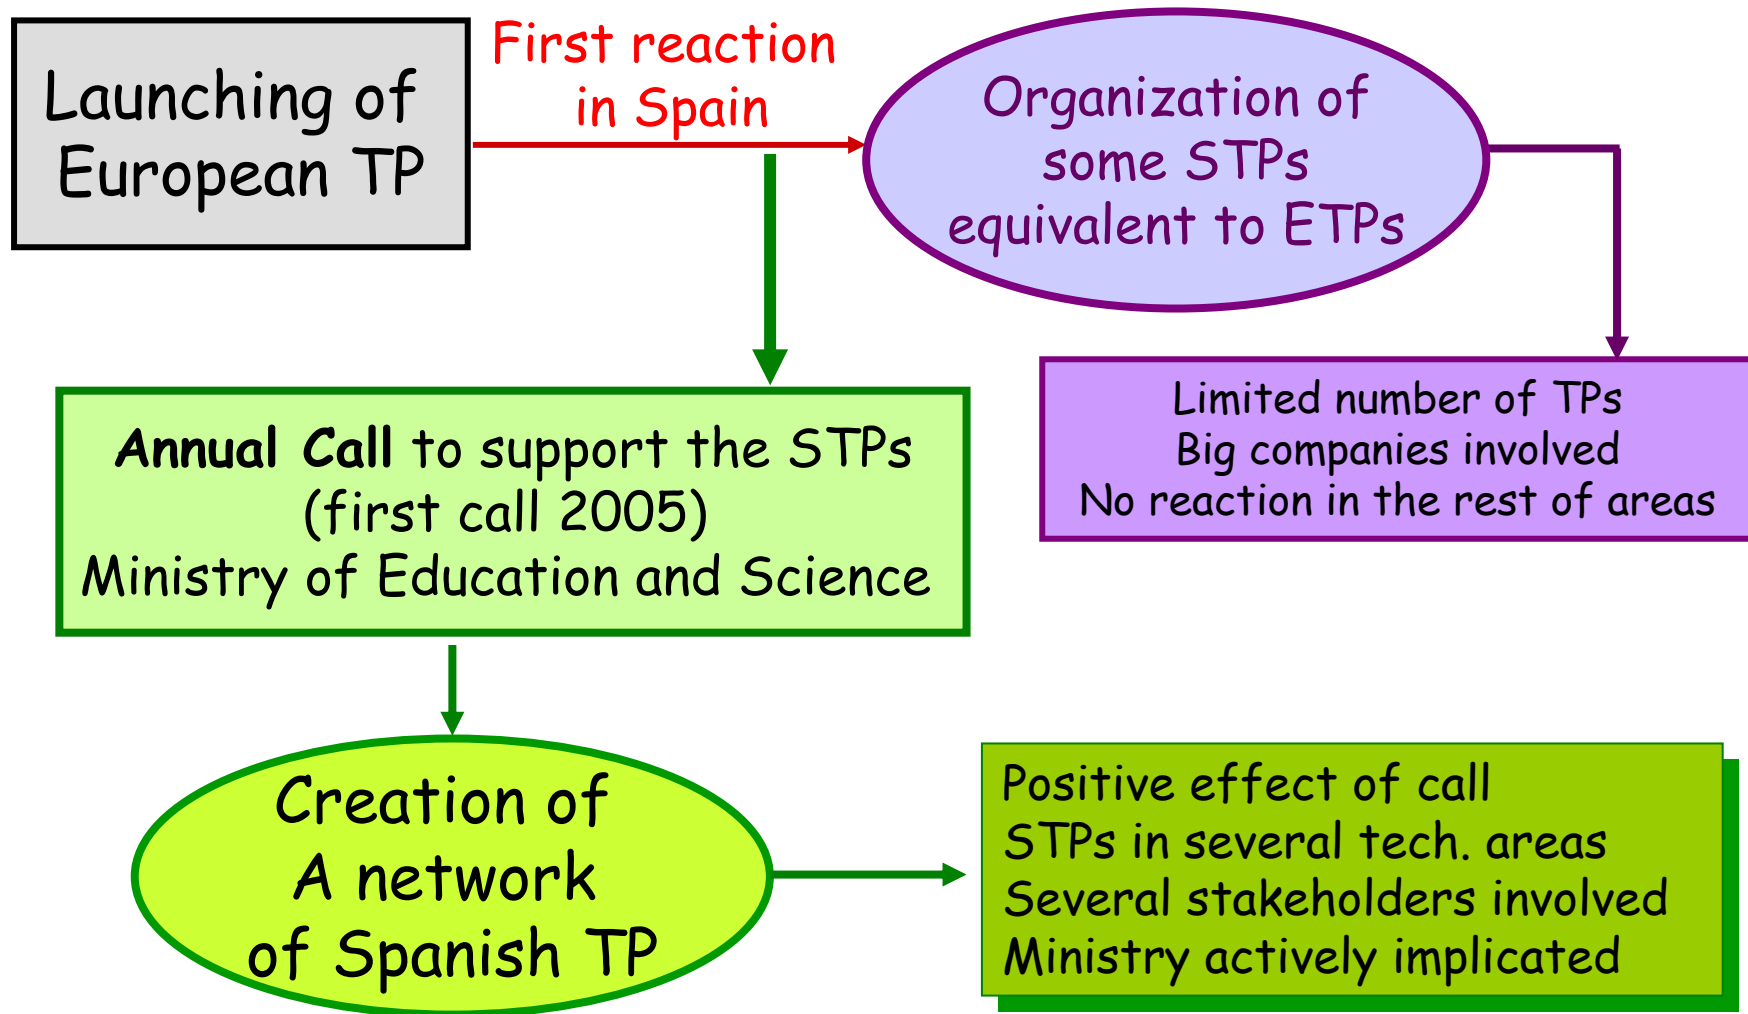 Launching of
European TP
First reaction
in Spain
Organization of
some STPs
equivalent to ETPs
Limited number of TPs
Big companies involved
No reaction in the rest of areas
Annual Call to support the STPs
(first call 2005)
Ministry of Education and Science
Creation of
A network
of Spanish TP
Positive effect of call
STPs in several tech. areas
Several stakeholders involved
Ministry actively implicated